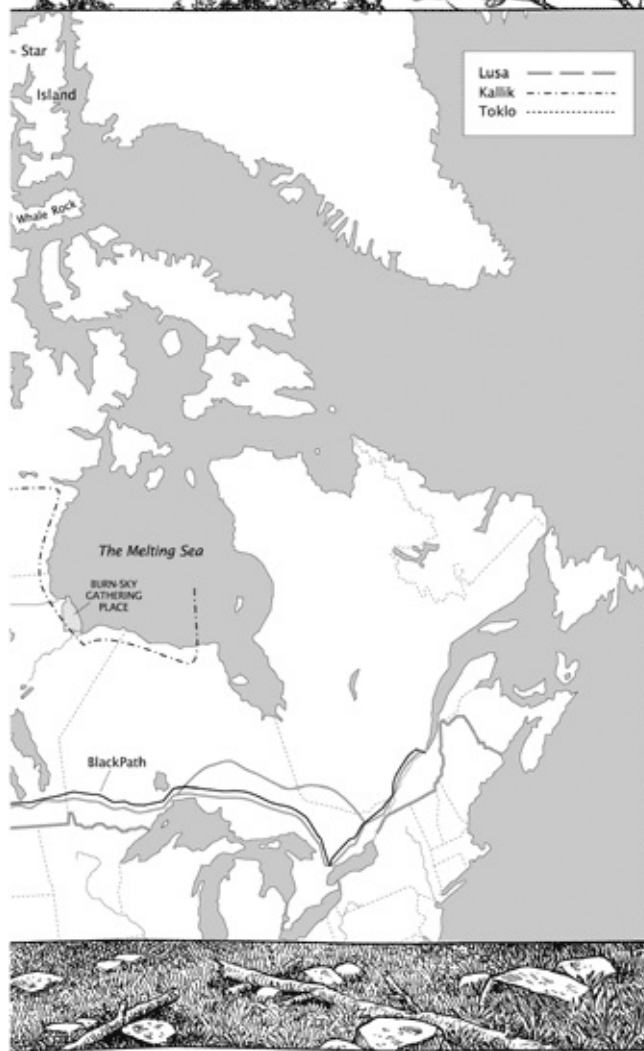 Star
Island
Whale Rock
Lusa
Kallik
Toklo
The Melting Sea
BURN-SKY
GATHERING
PLACE
BlackPath